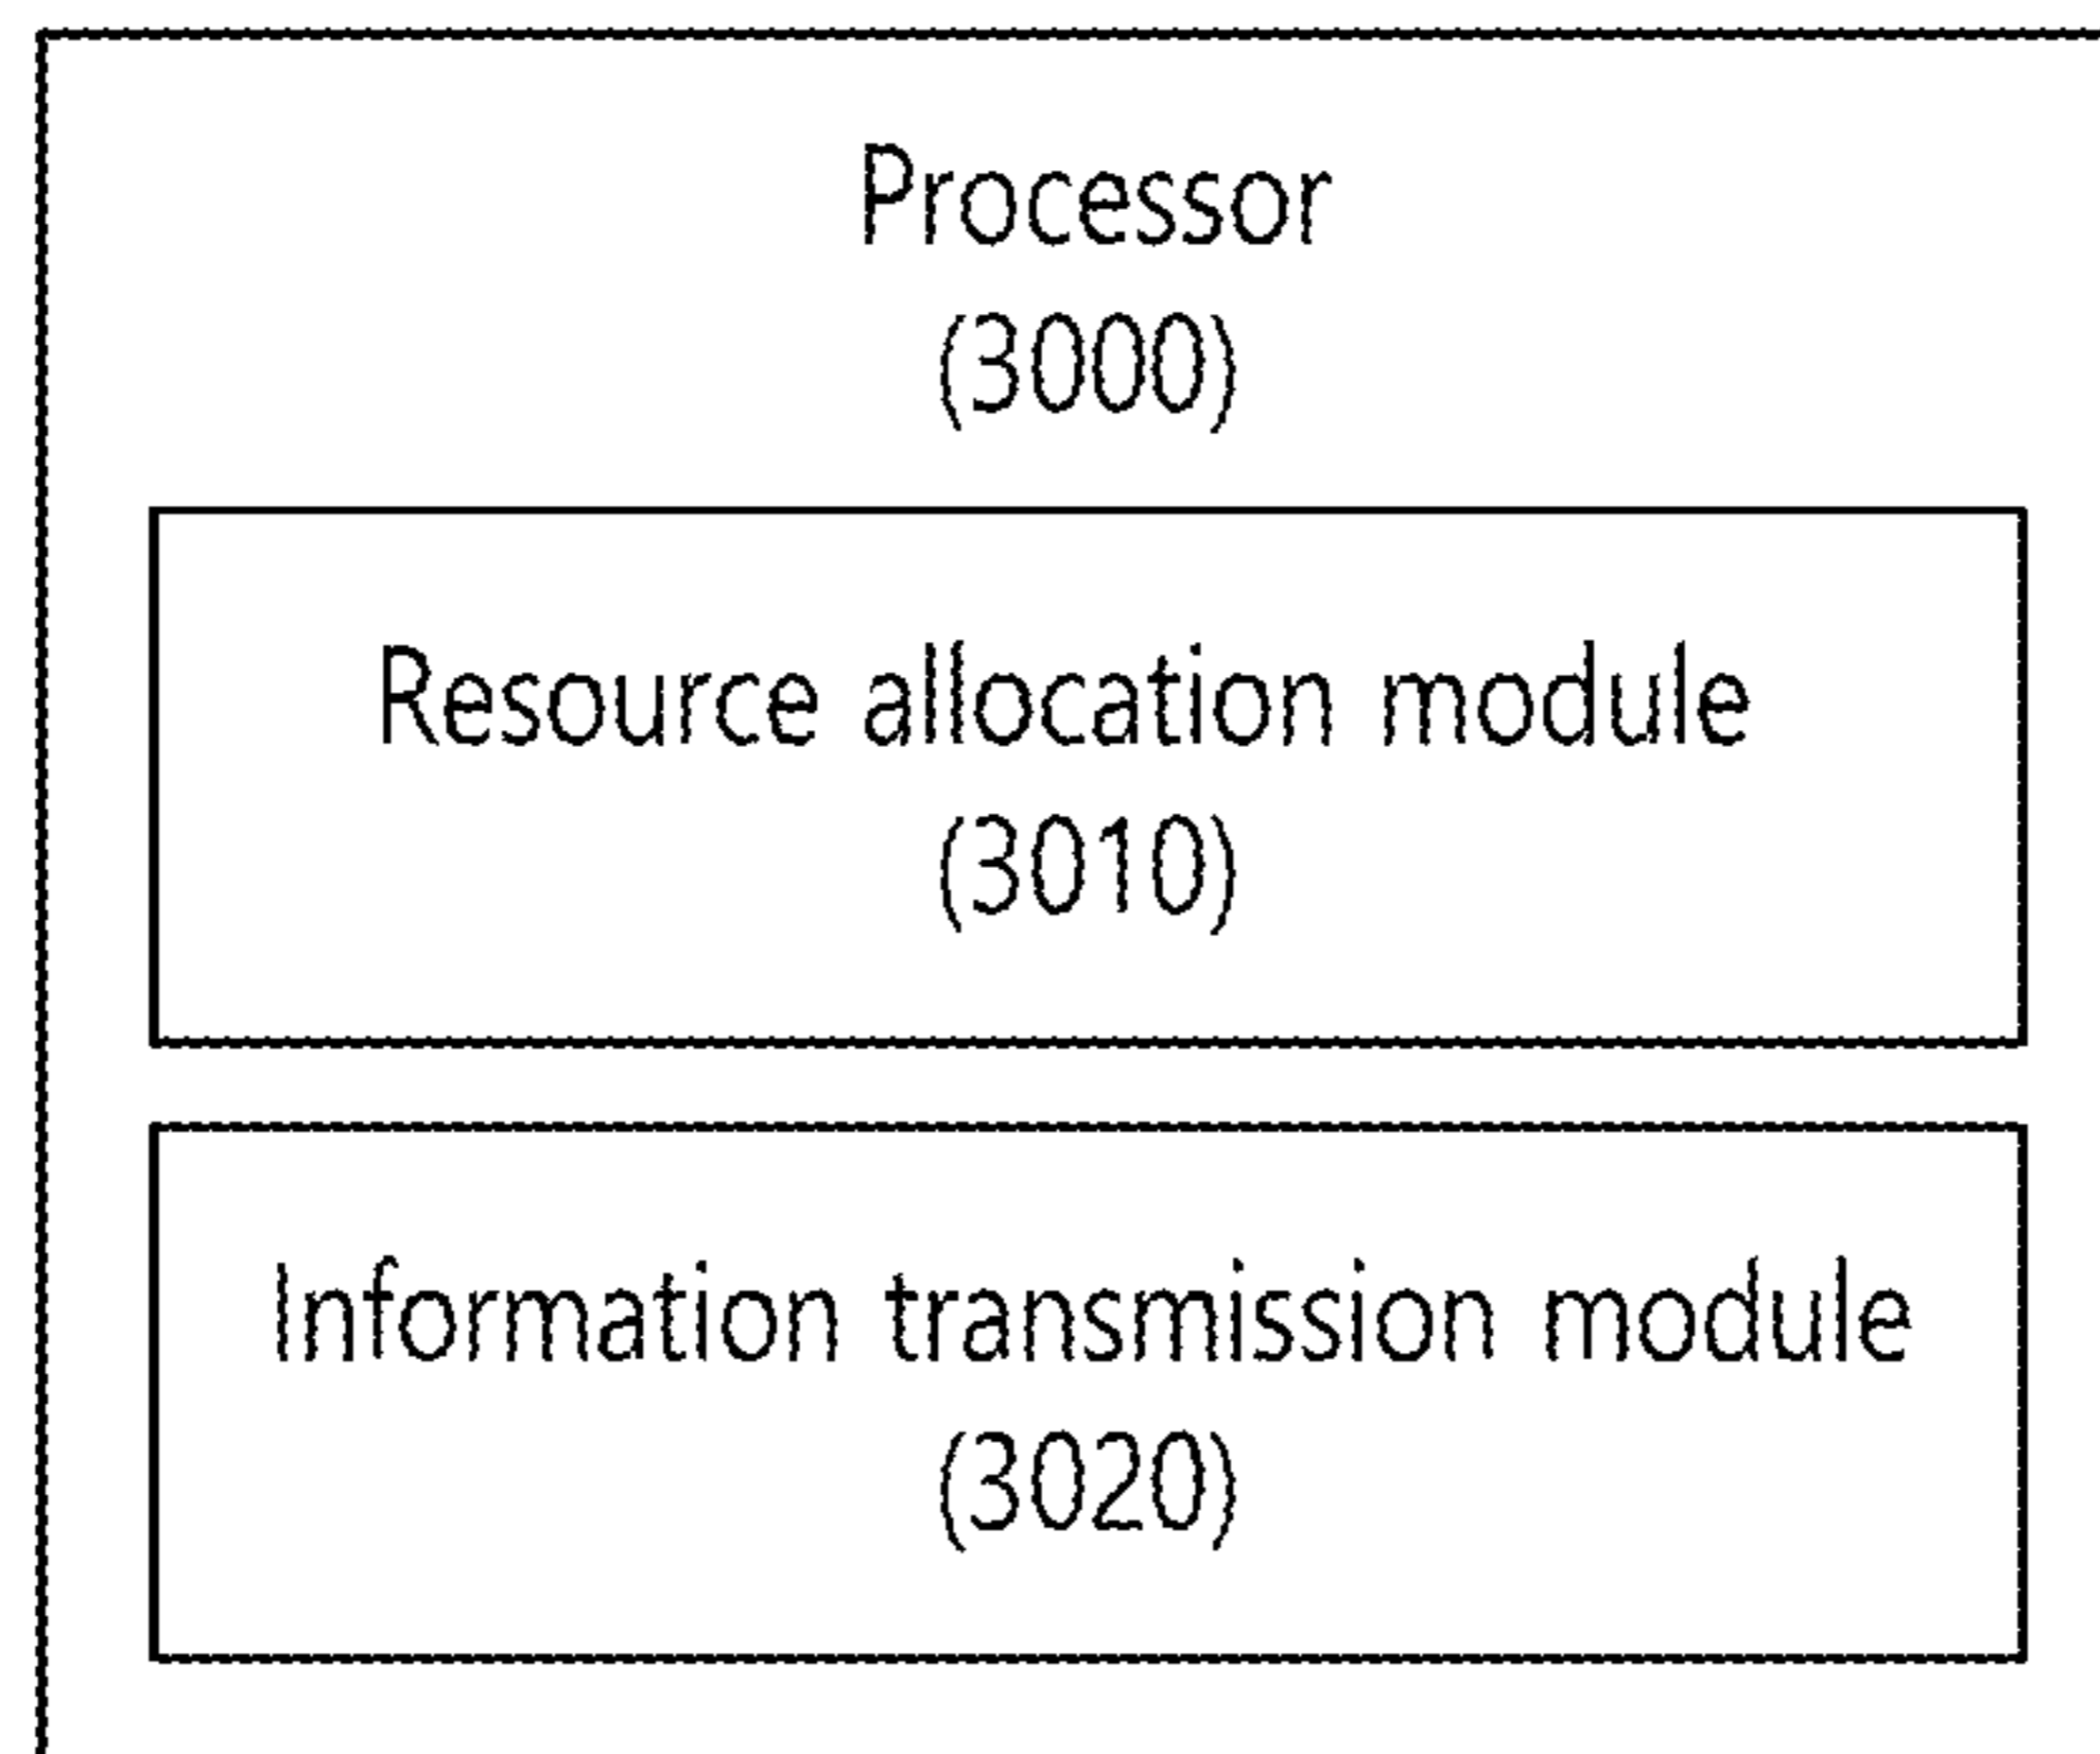 Processor
(3000)
Resource allocation module
(3010)
Information transmission module
(3020)